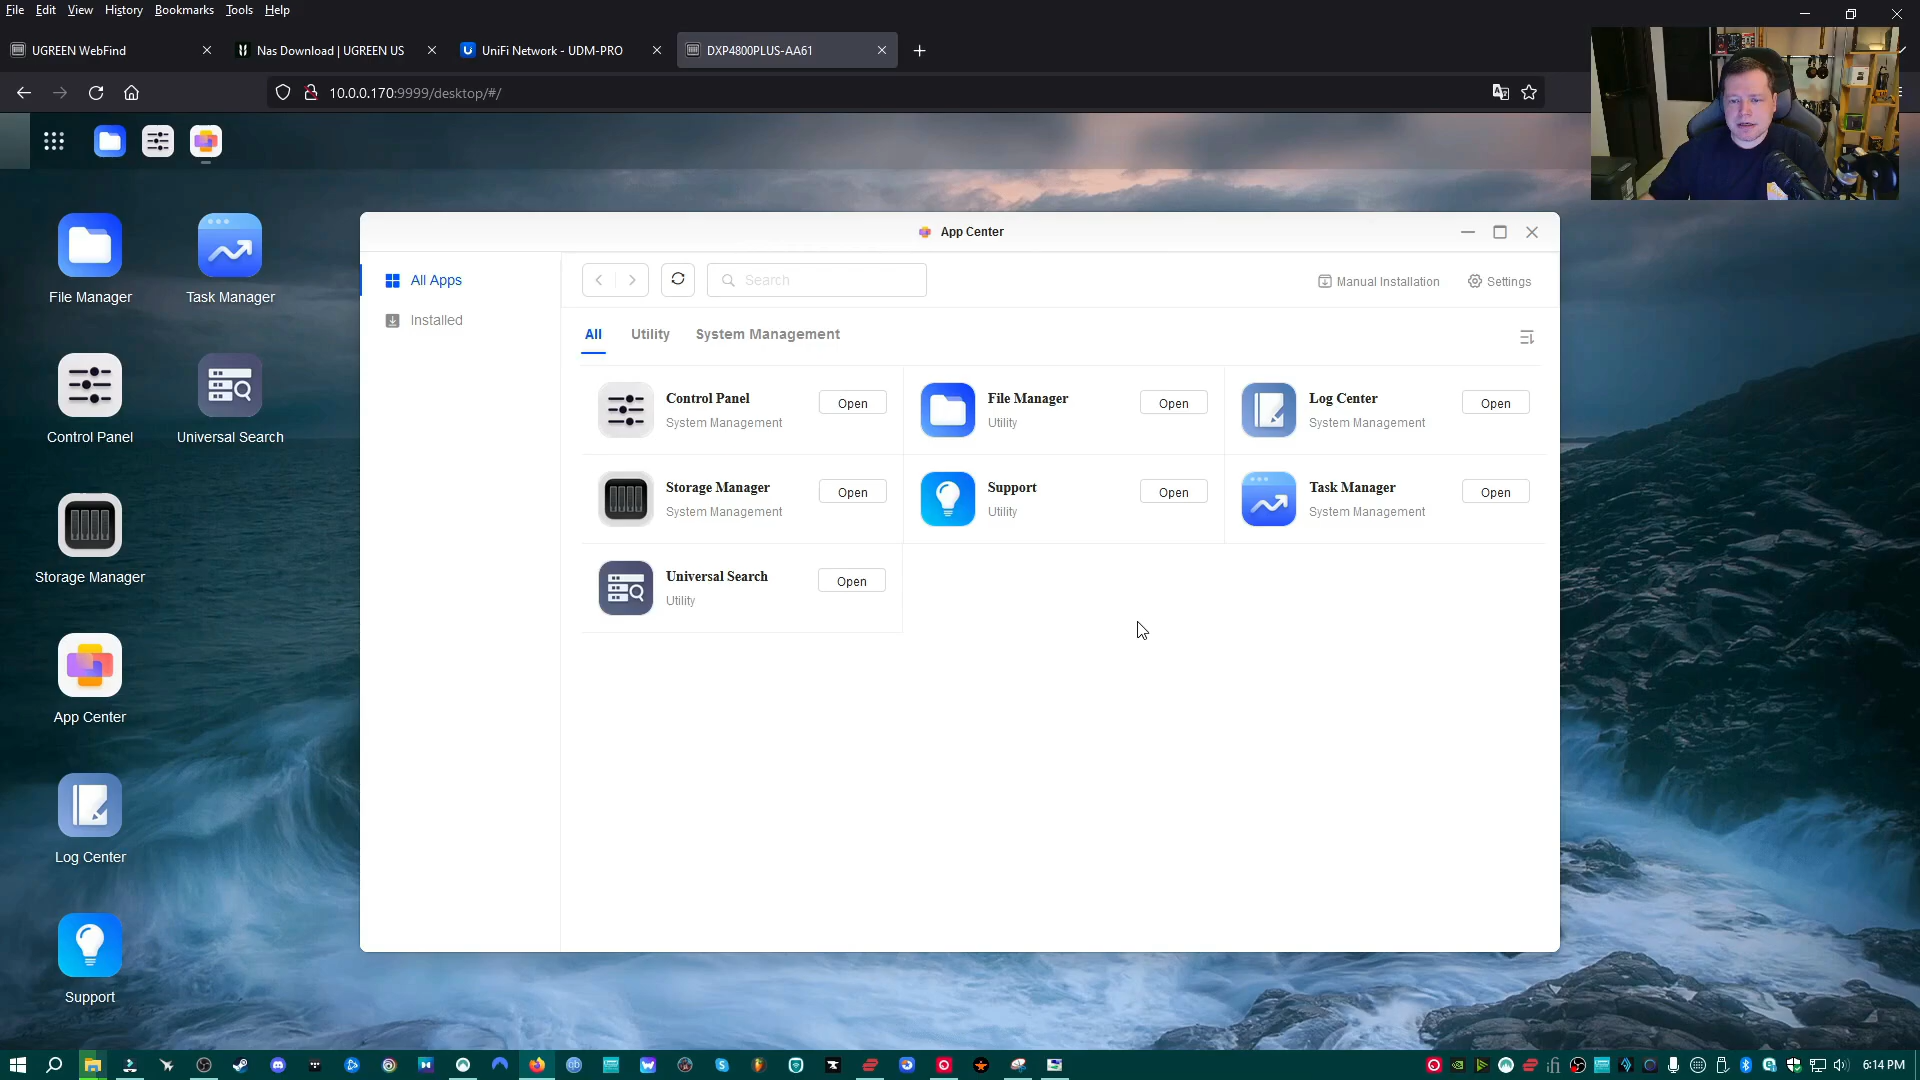 File Edit View History Bookmarks Tools Help
UGREEN WebFind
Nas Download | UGREEN US
UniFi Network - UDM-PRO
DXP4800PLUS-AA61
10.0.0.170:9999/desktop/#/
File Manager
Task Manager
Control Panel
Universal Search
Storage Manager
App Center
Log Center
Support
App Center
All Apps
Installed
Search
Manual Installation
Settings
All Utility System Management
Control Panel
System Management
Open
File Manager
Utility
Open
Log Center
System Management
Open
Storage Manager
System Management
Open
Support
Utility
Open
Task Manager
System Management
Open
Universal Search
Utility
Open
6:14 PM